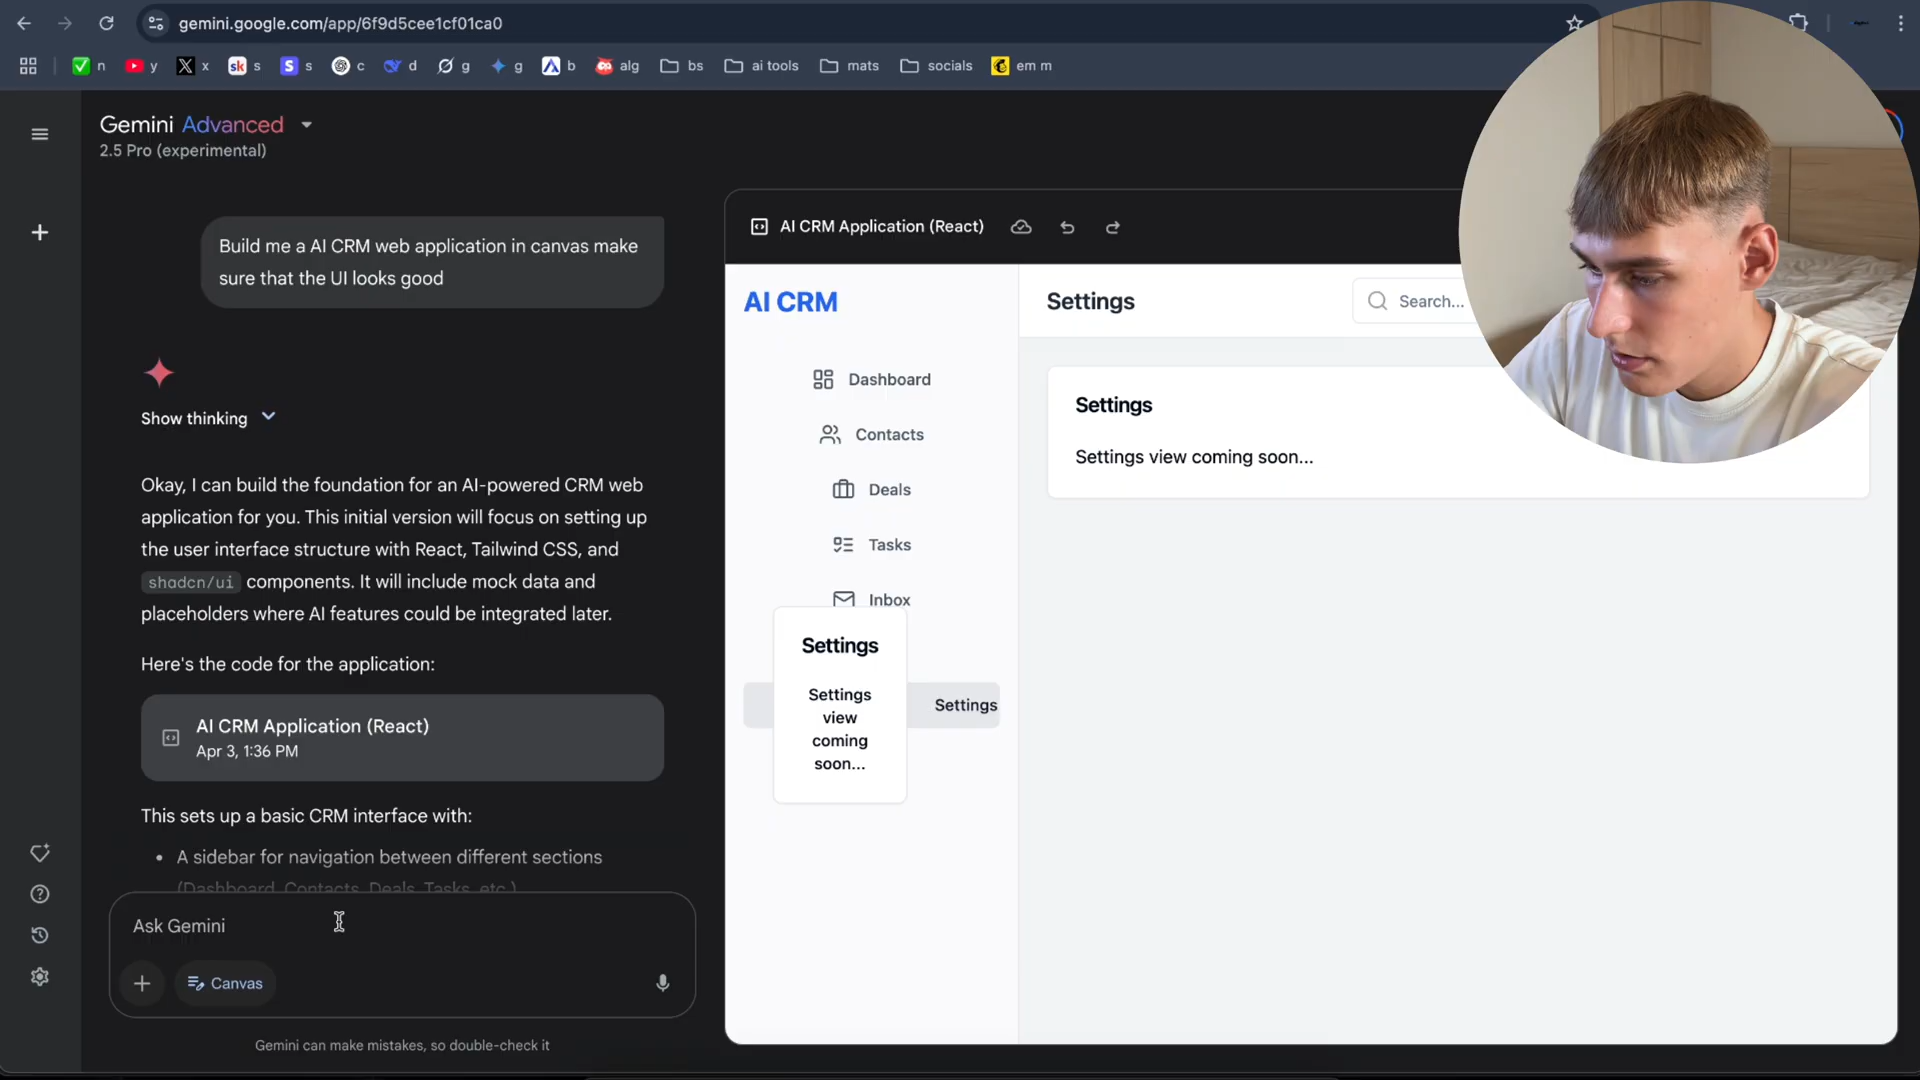 gemini.google.com/app/6f9d5cee1cf01ca0
n y x s s c d g g b alg bs ai tools mats socials em m
Gemini Advanced
2.5 Pro (experimental)
Build me a AI CRM web application in canvas make
sure that the UI looks good
Show thinking
Okay, I can build the foundation for an AI-powered CRM web
application for you. This initial version will focus on setting up
the user interface structure with React, Tailwind CSS, and
shadcn/ui components. It will include mock data and
placeholders where AI features could be integrated later.
Here's the code for the application:
AI CRM Application (React)
Apr 3, 1:36 PM
This sets up a basic CRM interface with:
• A sidebar for navigation between different sections
(Dashboard, Contacts, Deals, Tasks, etc.)
Ask Gemini
Canvas
Gemini can make mistakes, so double-check it
AI CRM Application (React)
AI CRM
Dashboard
Contacts
Deals
Tasks
Inbox
Settings
Settings
view
coming
soon...
Settings
Settings
Search...
Settings
Settings view coming soon...